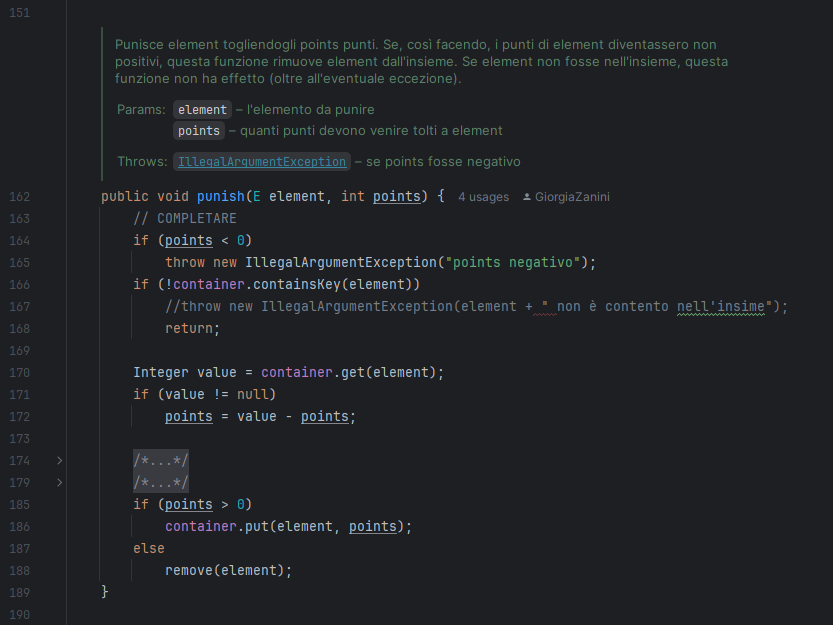 151
Punisce element togliendogli points punti. Se, così facendo, i punti di element diventassero non
positivi, questa funzione rimuove element dall'insieme. Se element non fosse nell'insieme, questa
funzione non ha effetto (oltre all'eventuale eccezione).
Params: element – l'elemento da punire
points – quanti punti devono venire tolti a element
Throws: IllegalArgumentException – se points fosse negativo
162 public void punish(E element, int points) { 4 usages GiorgiaZanini
163 // COMPLETARE
164 if (points < 0)
165 throw new IllegalArgumentException("points negativo");
166 if (!container.containsKey(element))
167 //throw new IllegalArgumentException(element + " non è contento nell'insime");
168 return;
169
170 Integer value = container.get(element);
171 if (value != null)
172 points = value - points;
173
174 /*...*/
179 /*...*/
185 if (points > 0)
186 container.put(element, points);
187 else
188 remove(element);
189 }
190